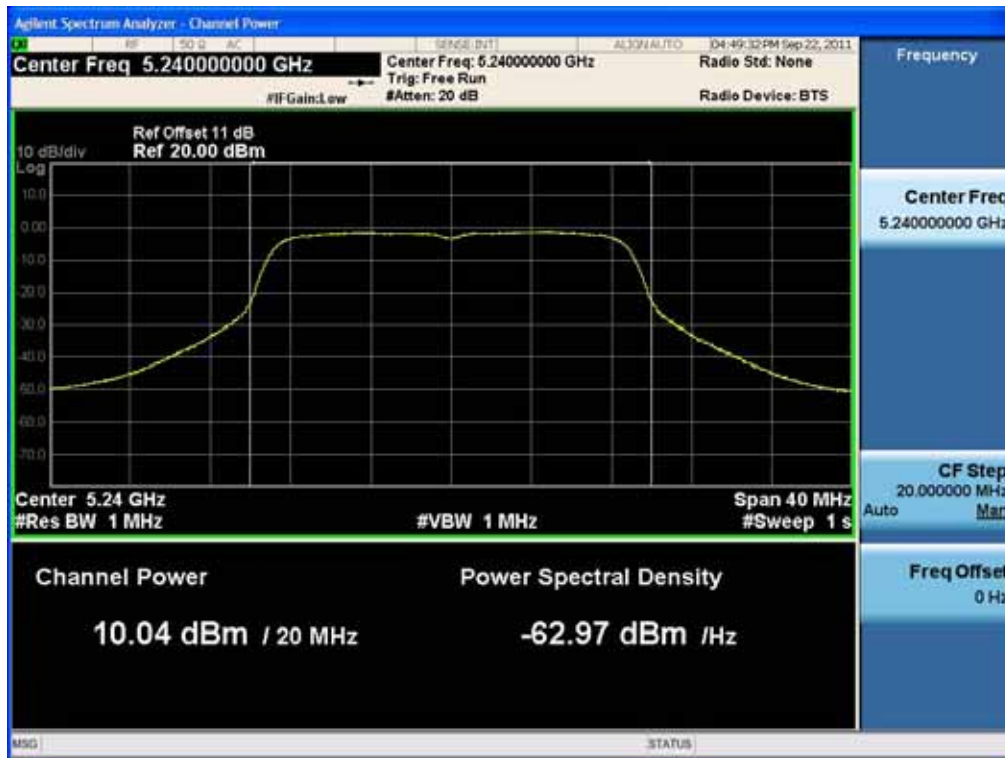 Agilent Spectrum Analyzer - Channel Power
RF 50 Ω AC SENSE:INT ALIGN AUTO 04:49:32 PM Sep 22, 2011
Center Freq 5.240000000 GHz
Center Freq: 5.240000000 GHz
Radio Std: None
Trig: Free Run
#IFGain:Low
#Atten: 20 dB
Radio Device: BTS
Ref Offset 11 dB
10 dB/div Ref 20.00 dBm
Log
10.0
0.00
-10.0
-20.0
-30.0
-40.0
-50.0
-60.0
-70.0
Center 5.24 GHz
Span 40 MHz
#Res BW 1 MHz
#VBW 1 MHz
#Sweep 1 s
Channel Power
Power Spectral Density
10.04 dBm / 20 MHz
-62.97 dBm /Hz
MSG
STATUS
Frequency
Center Freq
5.240000000 GHz
CF Step
20.000000 MHz
Auto Man
Freq Offset
0 Hz